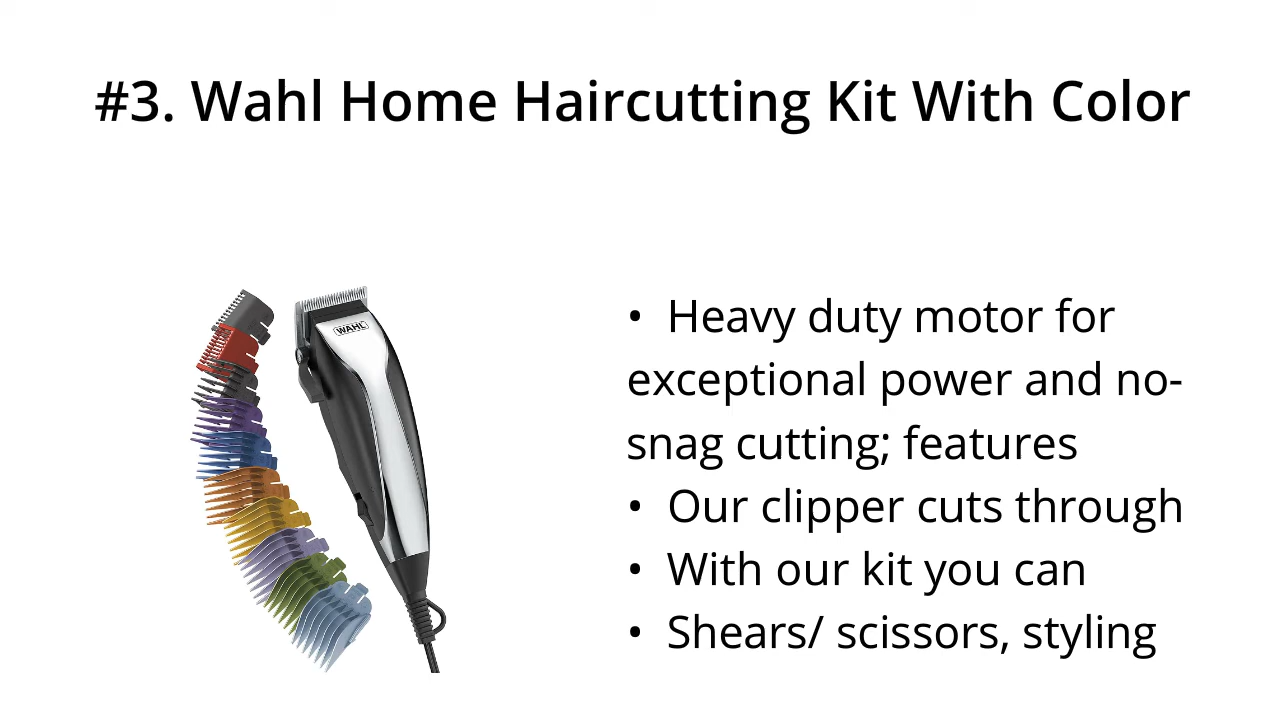 #3. Wahl Home Haircutting Kit With Color
WAHL
• Heavy duty motor for
exceptional power and no-
snag cutting; features
• Our clipper cuts through
• With our kit you can
• Shears/ scissors, styling